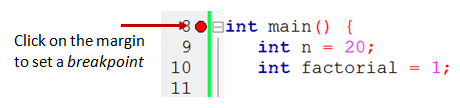 Click on the margin
to set a breakpoint
8 int main() {
9 int n = 20;
10 int factorial = 1;
11